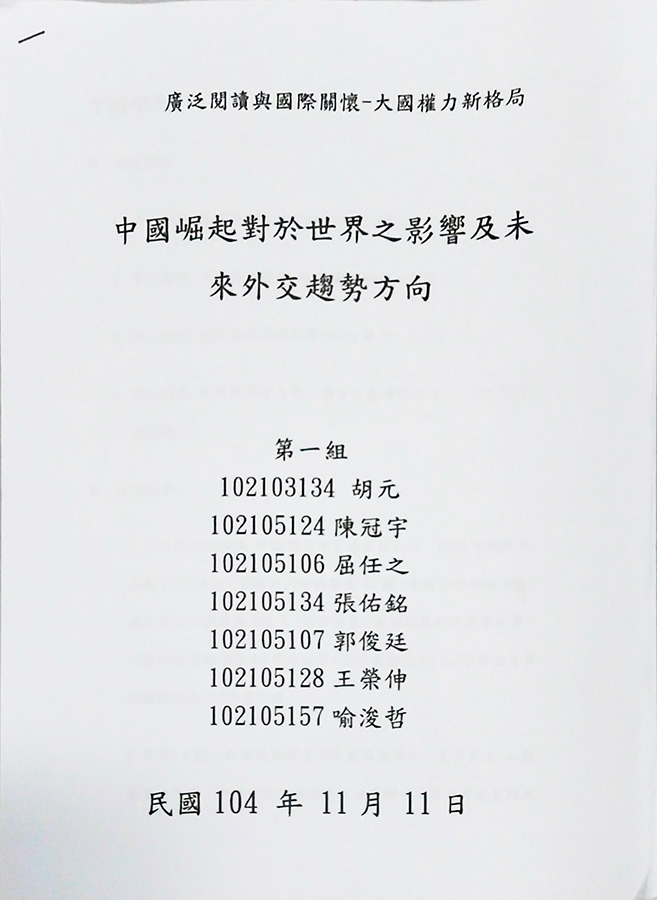 廣泛閱讀與國際關懷-大國權力新格局
中國崛起對於世界之影響及未
來外交趨勢方向
第一組
102103134 胡元
102105124 陳冠宇
102105106 屈任之
102105134 張佑銘
102105107 郭俊廷
102105128 王榮伸
102105157 喻浚哲
民國 104 年 11 月 11 日